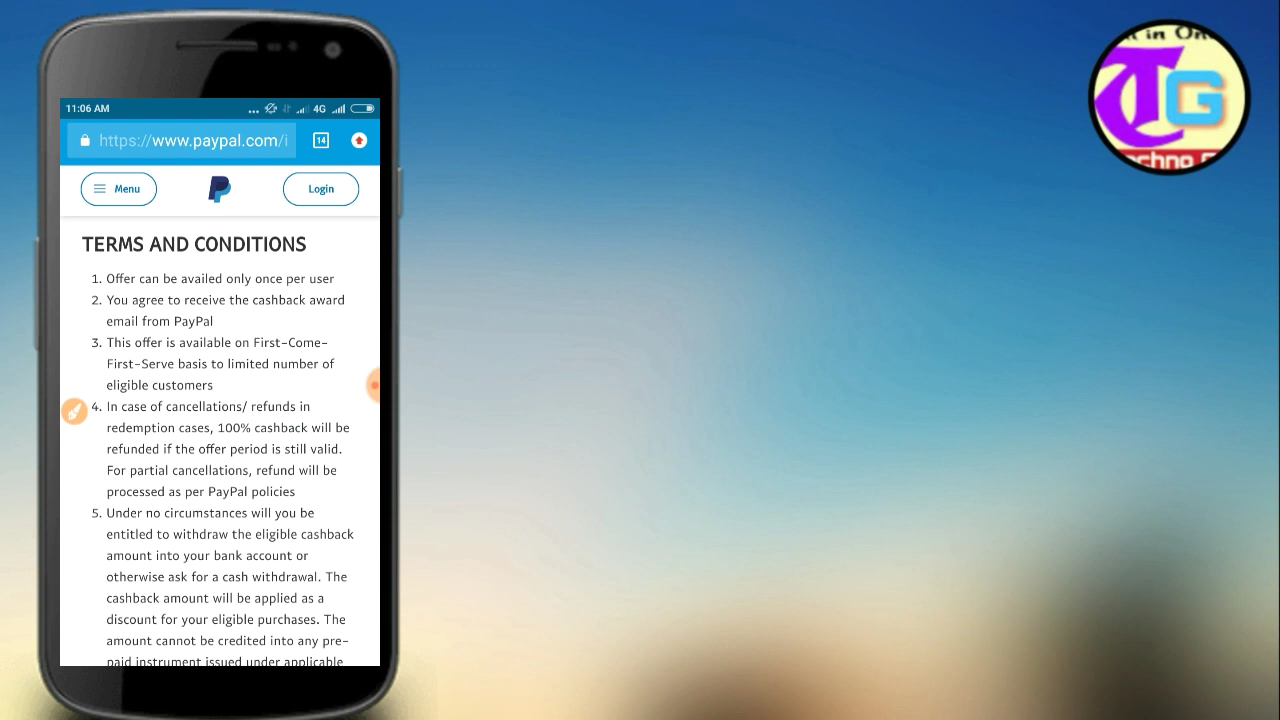 11:06 AM
4G
https://www.paypal.com/i
14
Menu
Login
TERMS AND CONDITIONS
1. Offer can be availed only once per user
2. You agree to receive the cashback award
email from PayPal
3. This offer is available on First-Come-
First-Serve basis to limited number of
eligible customers
4. In case of cancellations/ refunds in
redemption cases, 100% cashback will be
refunded if the offer period is still valid.
For partial cancellations, refund will be
processed as per PayPal policies
5. Under no circumstances will you be
entitled to withdraw the eligible cashback
amount into your bank account or
otherwise ask for a cash withdrawal. The
cashback amount will be applied as a
discount for your eligible purchases. The
amount cannot be credited into any pre-
paid instrument issued under applicable
in On
TG
echno G